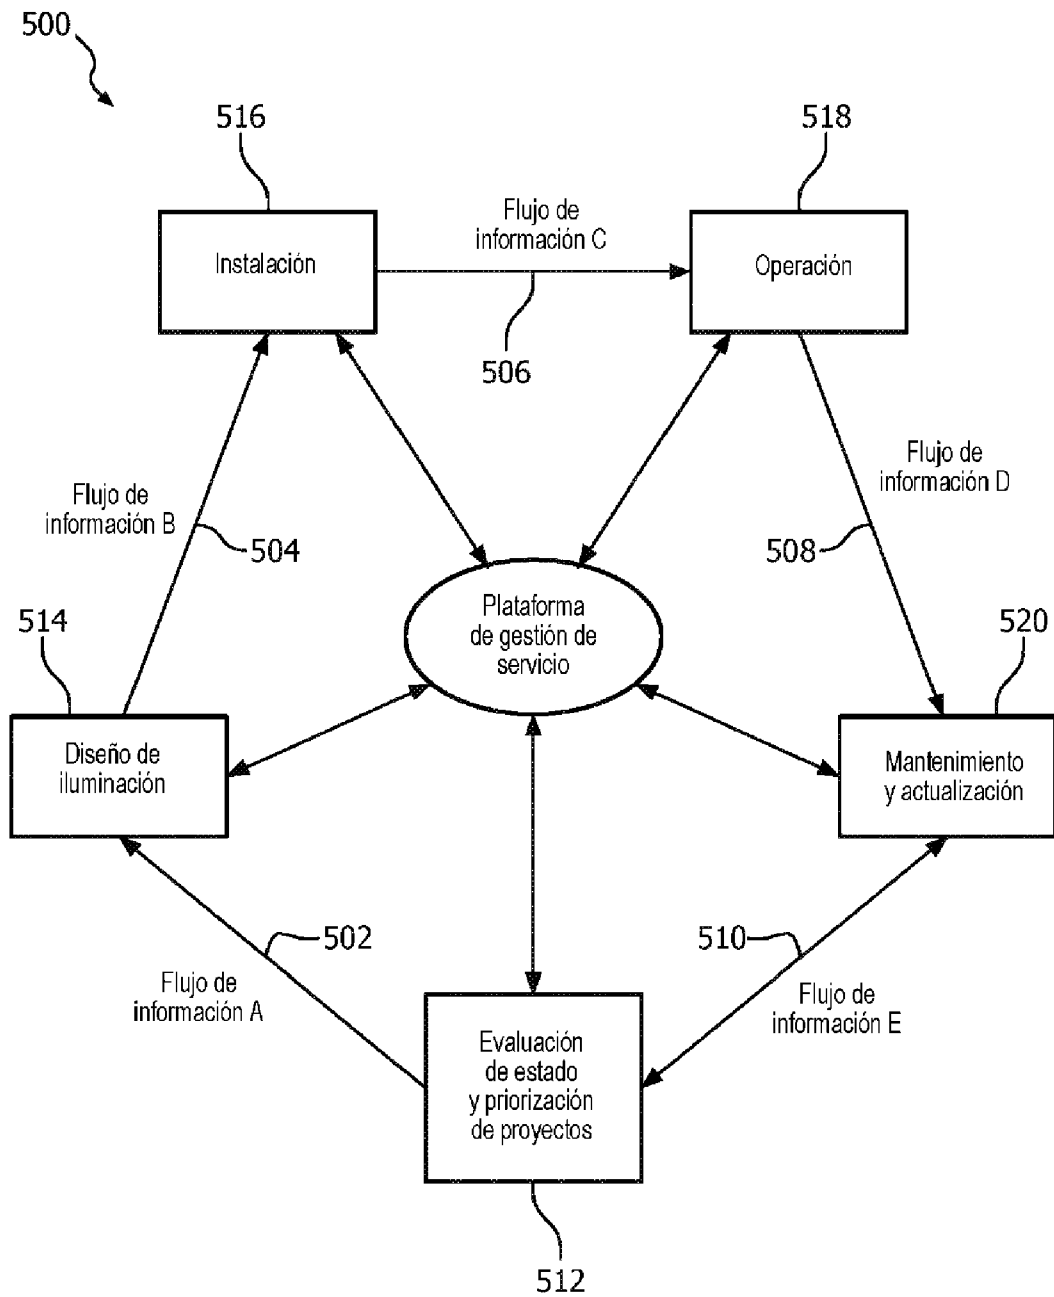 500
516
518
Flujo de
información C
Instalación
Operación
506
Flujo de
información D
Flujo de
información B
504
508
Plataforma
de gestión de
servicio
514
520
Diseño de
iluminación
Mantenimiento
y actualización
502
510
Flujo de
información A
Flujo de
información E
Evaluación
de estado
y priorización
de proyectos
512